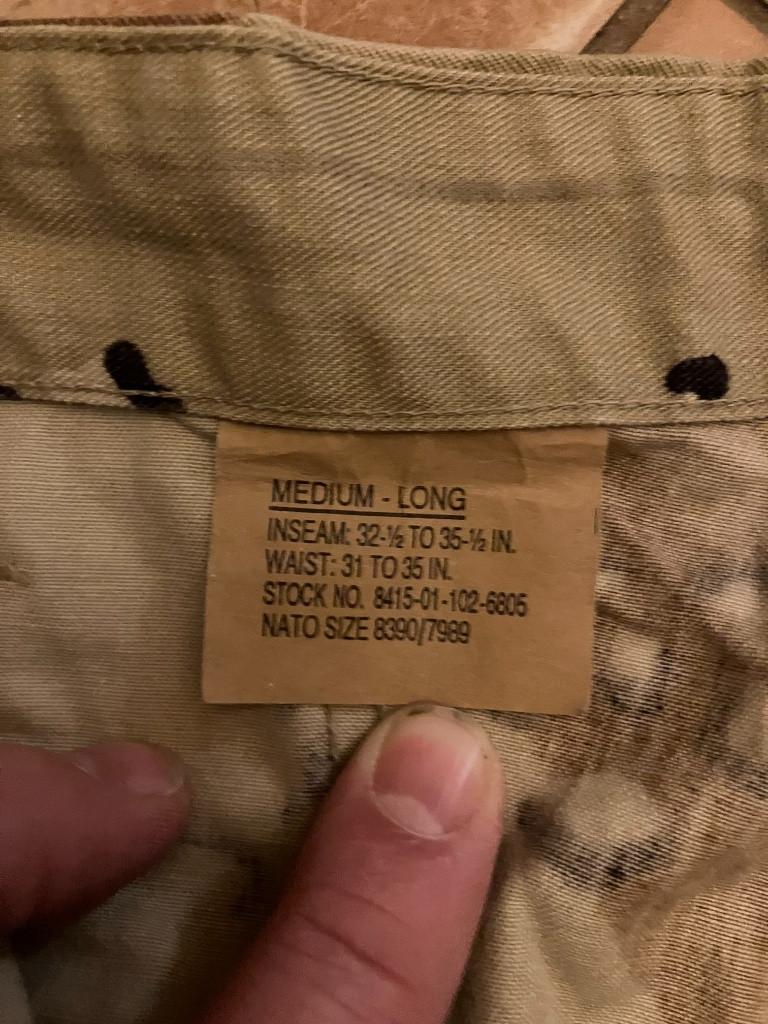 MEDIUM - LONG
INSEAM: 32-½ TO 35-½ IN.
WAIST: 31 TO 35 IN.
STOCK NO. 8415-01-102-6805
NATO SIZE 8390/7989